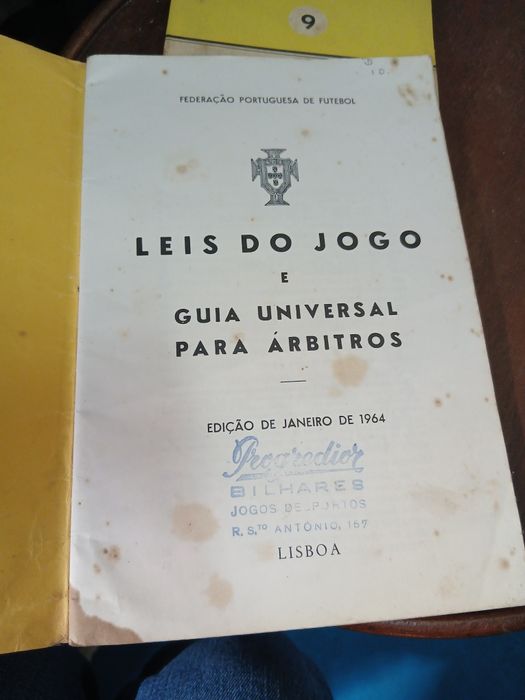 9
FEDERAÇÃO PORTUGUESA DE FUTEBOL
LEIS DO JOGO
E
GUIA UNIVERSAL
PARA ÁRBITROS
EDIÇÃO DE JANEIRO DE 1964
Progredior
BILHARES
JOGOS DESPORTOS
R. S.TO ANTÓNIO, 167
LISBOA